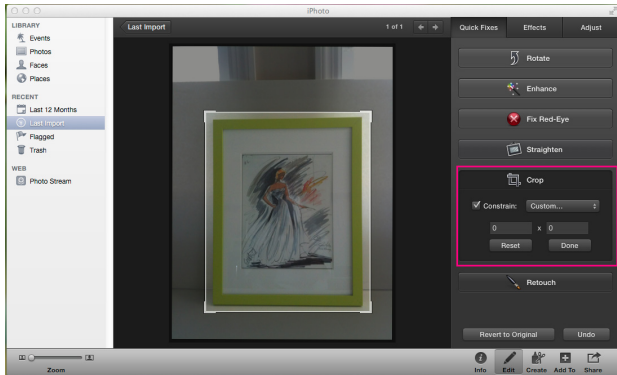 iPhoto
LIBRARY
Events
Photos
Faces
Places
RECENT
Last 12 Months
Last Import
Flagged
Trash
WEB
Photo Stream
Zoom
Last Import
1 of 1
Quick Fixes Effects Adjust
Rotate
Enhance
Fix Red-Eye
Straighten
Crop
Constrain: Custom...
0 x 0
Reset Done
Retouch
Revert to Original Undo
Info Edit Create Add To Share